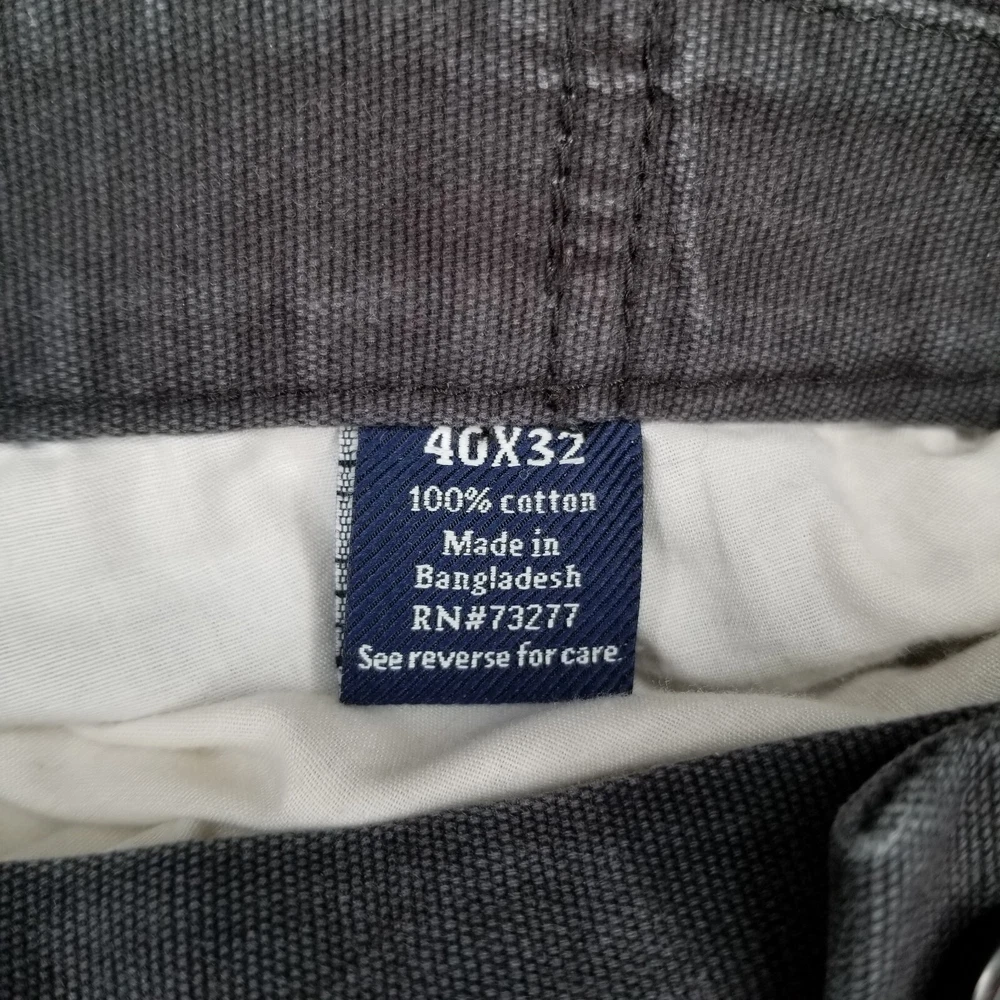 40X32
100% cotton
Made in
Bangladesh
RN#73277
See reverse for care.